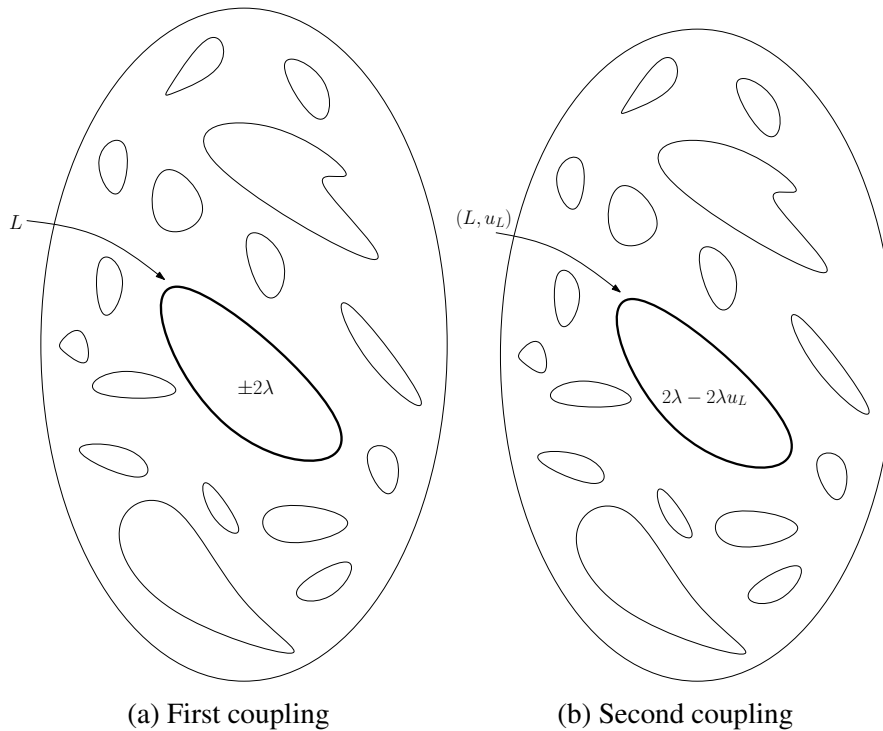 L
(L, u_L)
±2λ
2λ − 2λu_L
(a) First coupling
(b) Second coupling